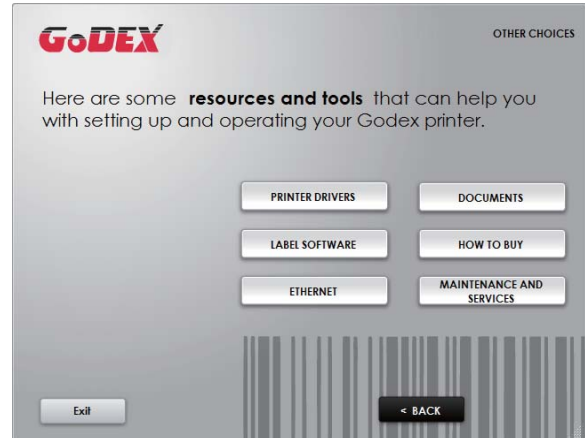 GODEX
OTHER CHOICES
Here are some resources and tools that can help you
with setting up and operating your Godex printer.
PRINTER DRIVERS
DOCUMENTS
LABEL SOFTWARE
HOW TO BUY
ETHERNET
MAINTENANCE AND
SERVICES
Exit
< BACK